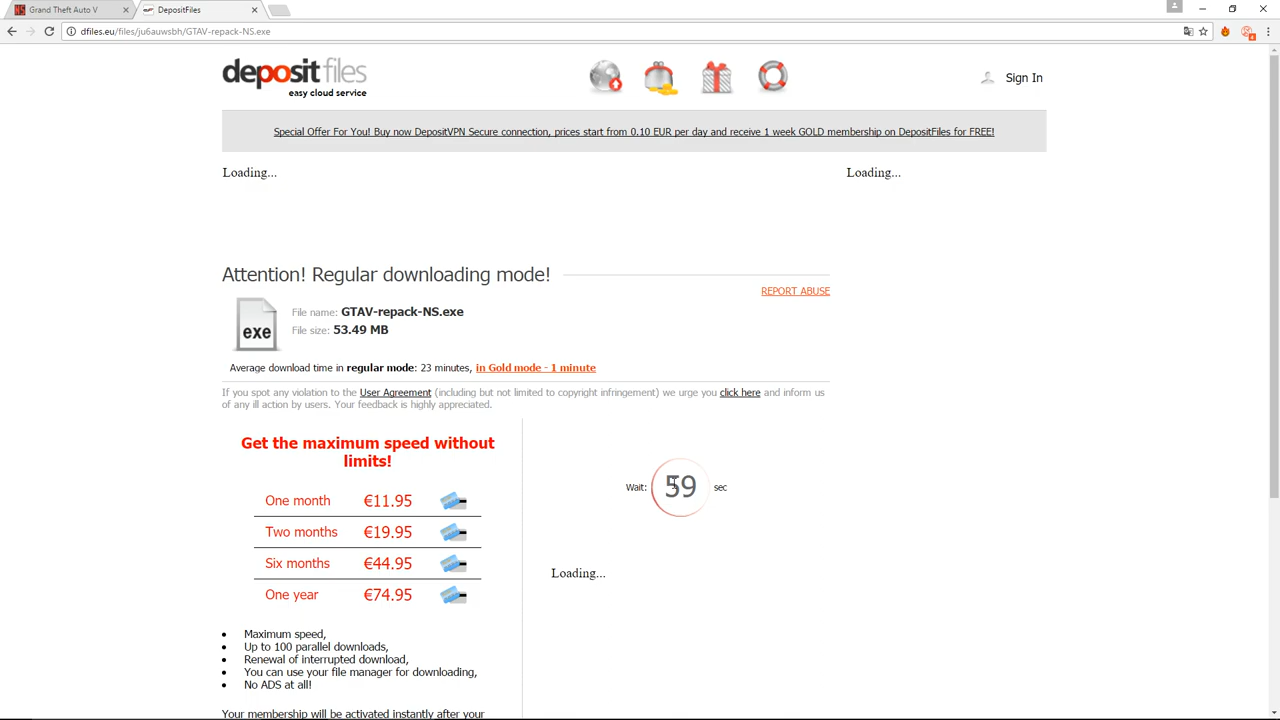 Grand Theft Auto V
DepositFiles
dfiles.eu/files/ju6auwsbh/GTAV-repack-NS.exe
depositfiles
easy cloud service
Sign In
Special Offer For You! Buy now DepositVPN Secure connection, prices start from 0.10 EUR per day and receive 1 week GOLD membership on DepositFiles for FREE!
Loading...
Loading...
Attention! Regular downloading mode!
REPORT ABUSE
exe
File name: GTAV-repack-NS.exe
File size: 53.49 MB
Average download time in regular mode: 23 minutes, in Gold mode - 1 minute
If you spot any violation to the User Agreement (including but not limited to copyright infringement) we urge you click here and inform us
of any ill action by users. Your feedback is highly appreciated.
Get the maximum speed without
limits!
One month €11.95
Two months €19.95
Six months €44.95
One year €74.95
Wait: 59 sec
Loading...
Maximum speed,
Up to 100 parallel downloads,
Renewal of interrupted download,
You can use your file manager for downloading,
No ADS at all!
Your membership will be activated instantly after your